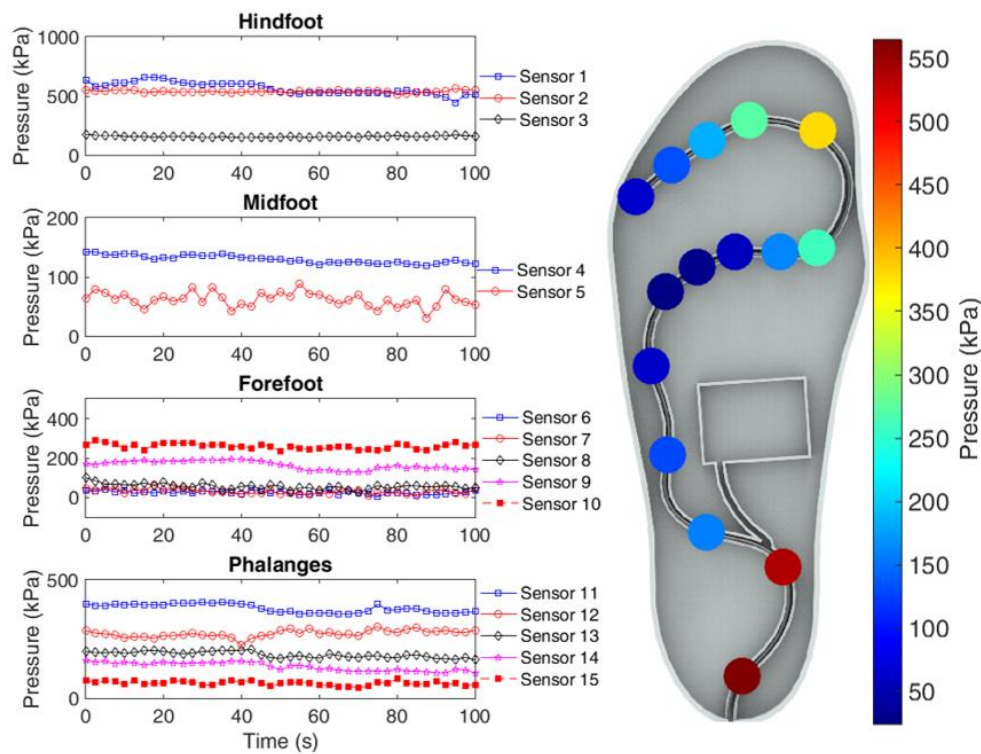 Hindfoot
Pressure (kPa)
1000
500
0
0 20 40 60 80 100
Sensor 1
Sensor 2
Sensor 3
Midfoot
Pressure (kPa)
200
100
0
0 20 40 60 80 100
Sensor 4
Sensor 5
Forefoot
Pressure (kPa)
400
200
0
0 20 40 60 80 100
Sensor 6
Sensor 7
Sensor 8
Sensor 9
Sensor 10
Phalanges
Pressure (kPa)
500
0
0 20 40 60 80 100
Time (s)
Sensor 11
Sensor 12
Sensor 13
Sensor 14
Sensor 15
550
500
450
400
350
300
250
200
150
100
50
Pressure (kPa)